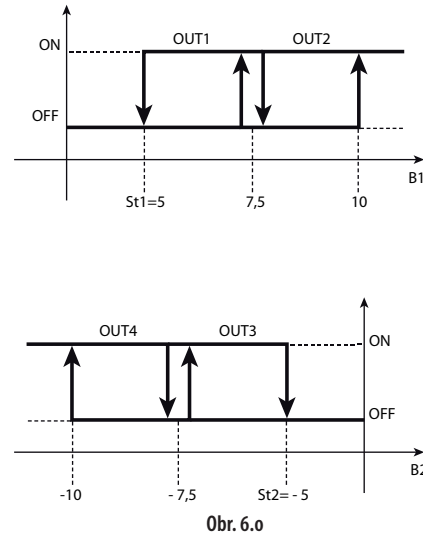 ON
OUT1
OUT2
OFF
B1
St1=5
7,5
10
OUT4
OUT3
ON
OFF
B2
-10
- 7,5
St2= - 5
Obr. 6.o